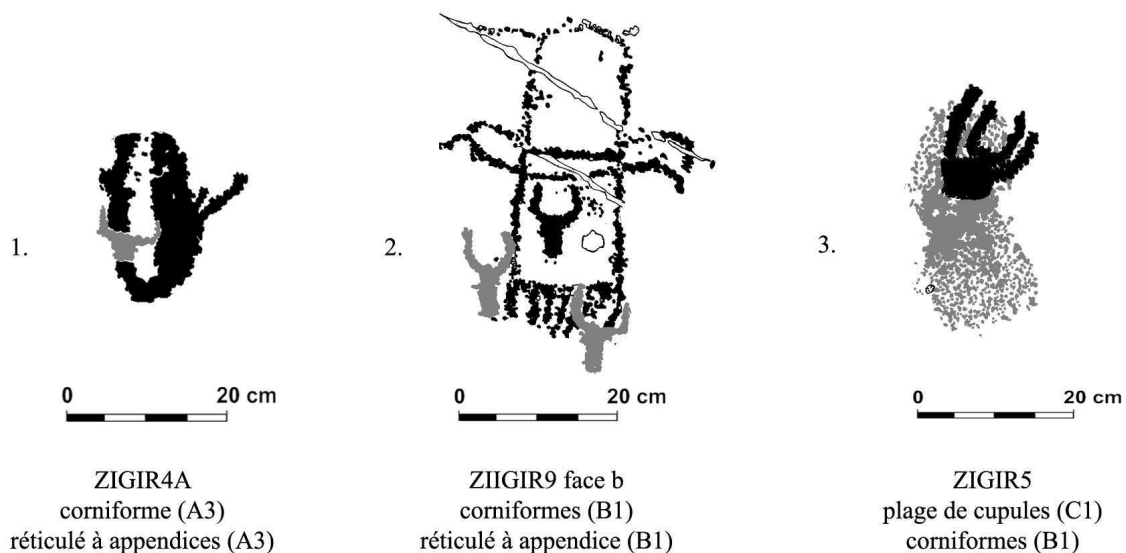 1.
2.
3.
0 20 cm
0 20 cm
0 20 cm
ZIGIR4A
corniforme (A3)
réticulé à appendices (A3)
ZIIGIR9 face b
corniformes (B1)
réticulé à appendice (B1)
ZIGIR5
plage de cupules (C1)
corniformes (B1)